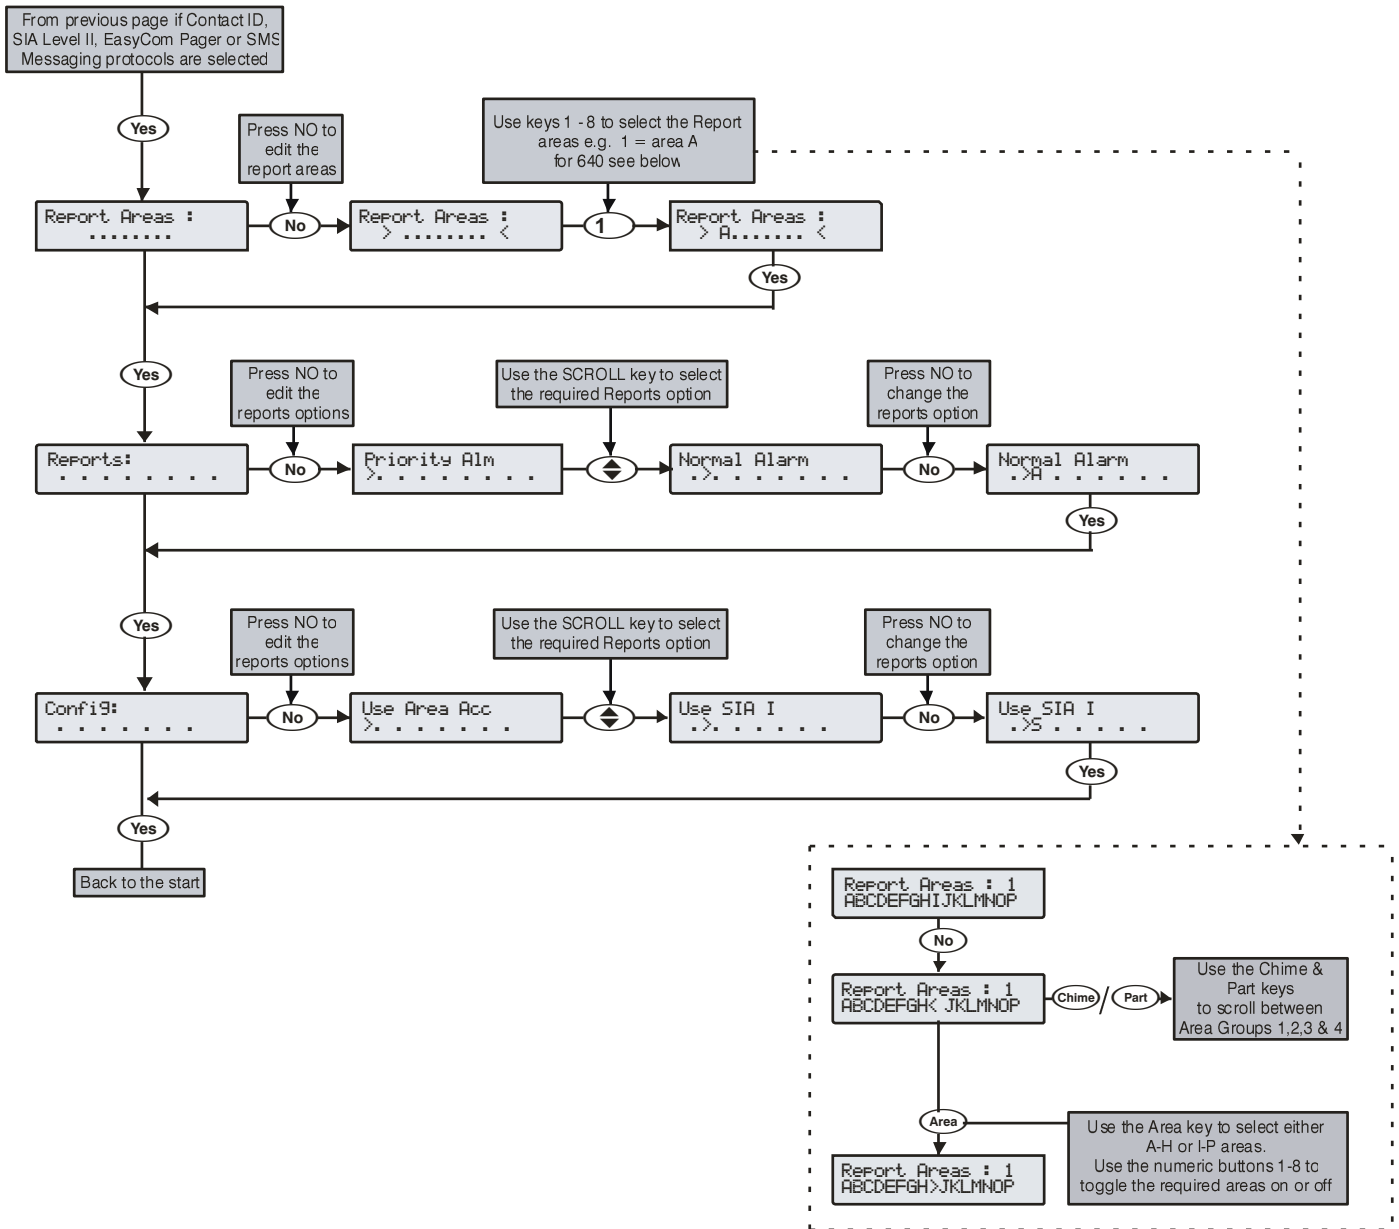 From previous page if Contact ID,
SIA Level II, EasyCom Pager or SMS
Messaging protocols are selected
Yes
Press NO to
edit the
report areas
Use keys 1 - 8 to select the Report
areas e.g. 1 = area A
for 640 see below
Report Areas :
........
No
Report Areas :
> ........ <
1
Report Areas :
> A....... <
Yes
Yes
Press NO to
edit the
reports options
Use the SCROLL key to select
the required Reports option
Press NO to
change the
reports option
Reports:
. . . . . . . .
No
Priority Alm
>. . . . . . . .
Normal Alarm
.>. . . . . . .
No
Normal Alarm
.>A . . . . . .
Yes
Yes
Press NO to
edit the
reports options
Use the SCROLL key to select
the required Reports option
Press NO to
change the
reports option
Config:
. . . . . . .
No
Use Area Acc
>. . . . . . .
Use SIA I
.>. . . . . .
No
Use SIA I
.>S . . . . .
Yes
Yes
Back to the start
Report Areas : 1
ABCDEFGHIJKLMNOP
No
Report Areas : 1
ABCDEFGH< JKLMNOP
Chime / Part
Use the Chime &
Part keys
to scroll between
Area Groups 1,2,3 & 4
Area
Use the Area key to select either
A-H or I-P areas.
Use the numeric buttons 1-8 to
toggle the required areas on or off
Report Areas : 1
ABCDEFGH>JKLMNOP